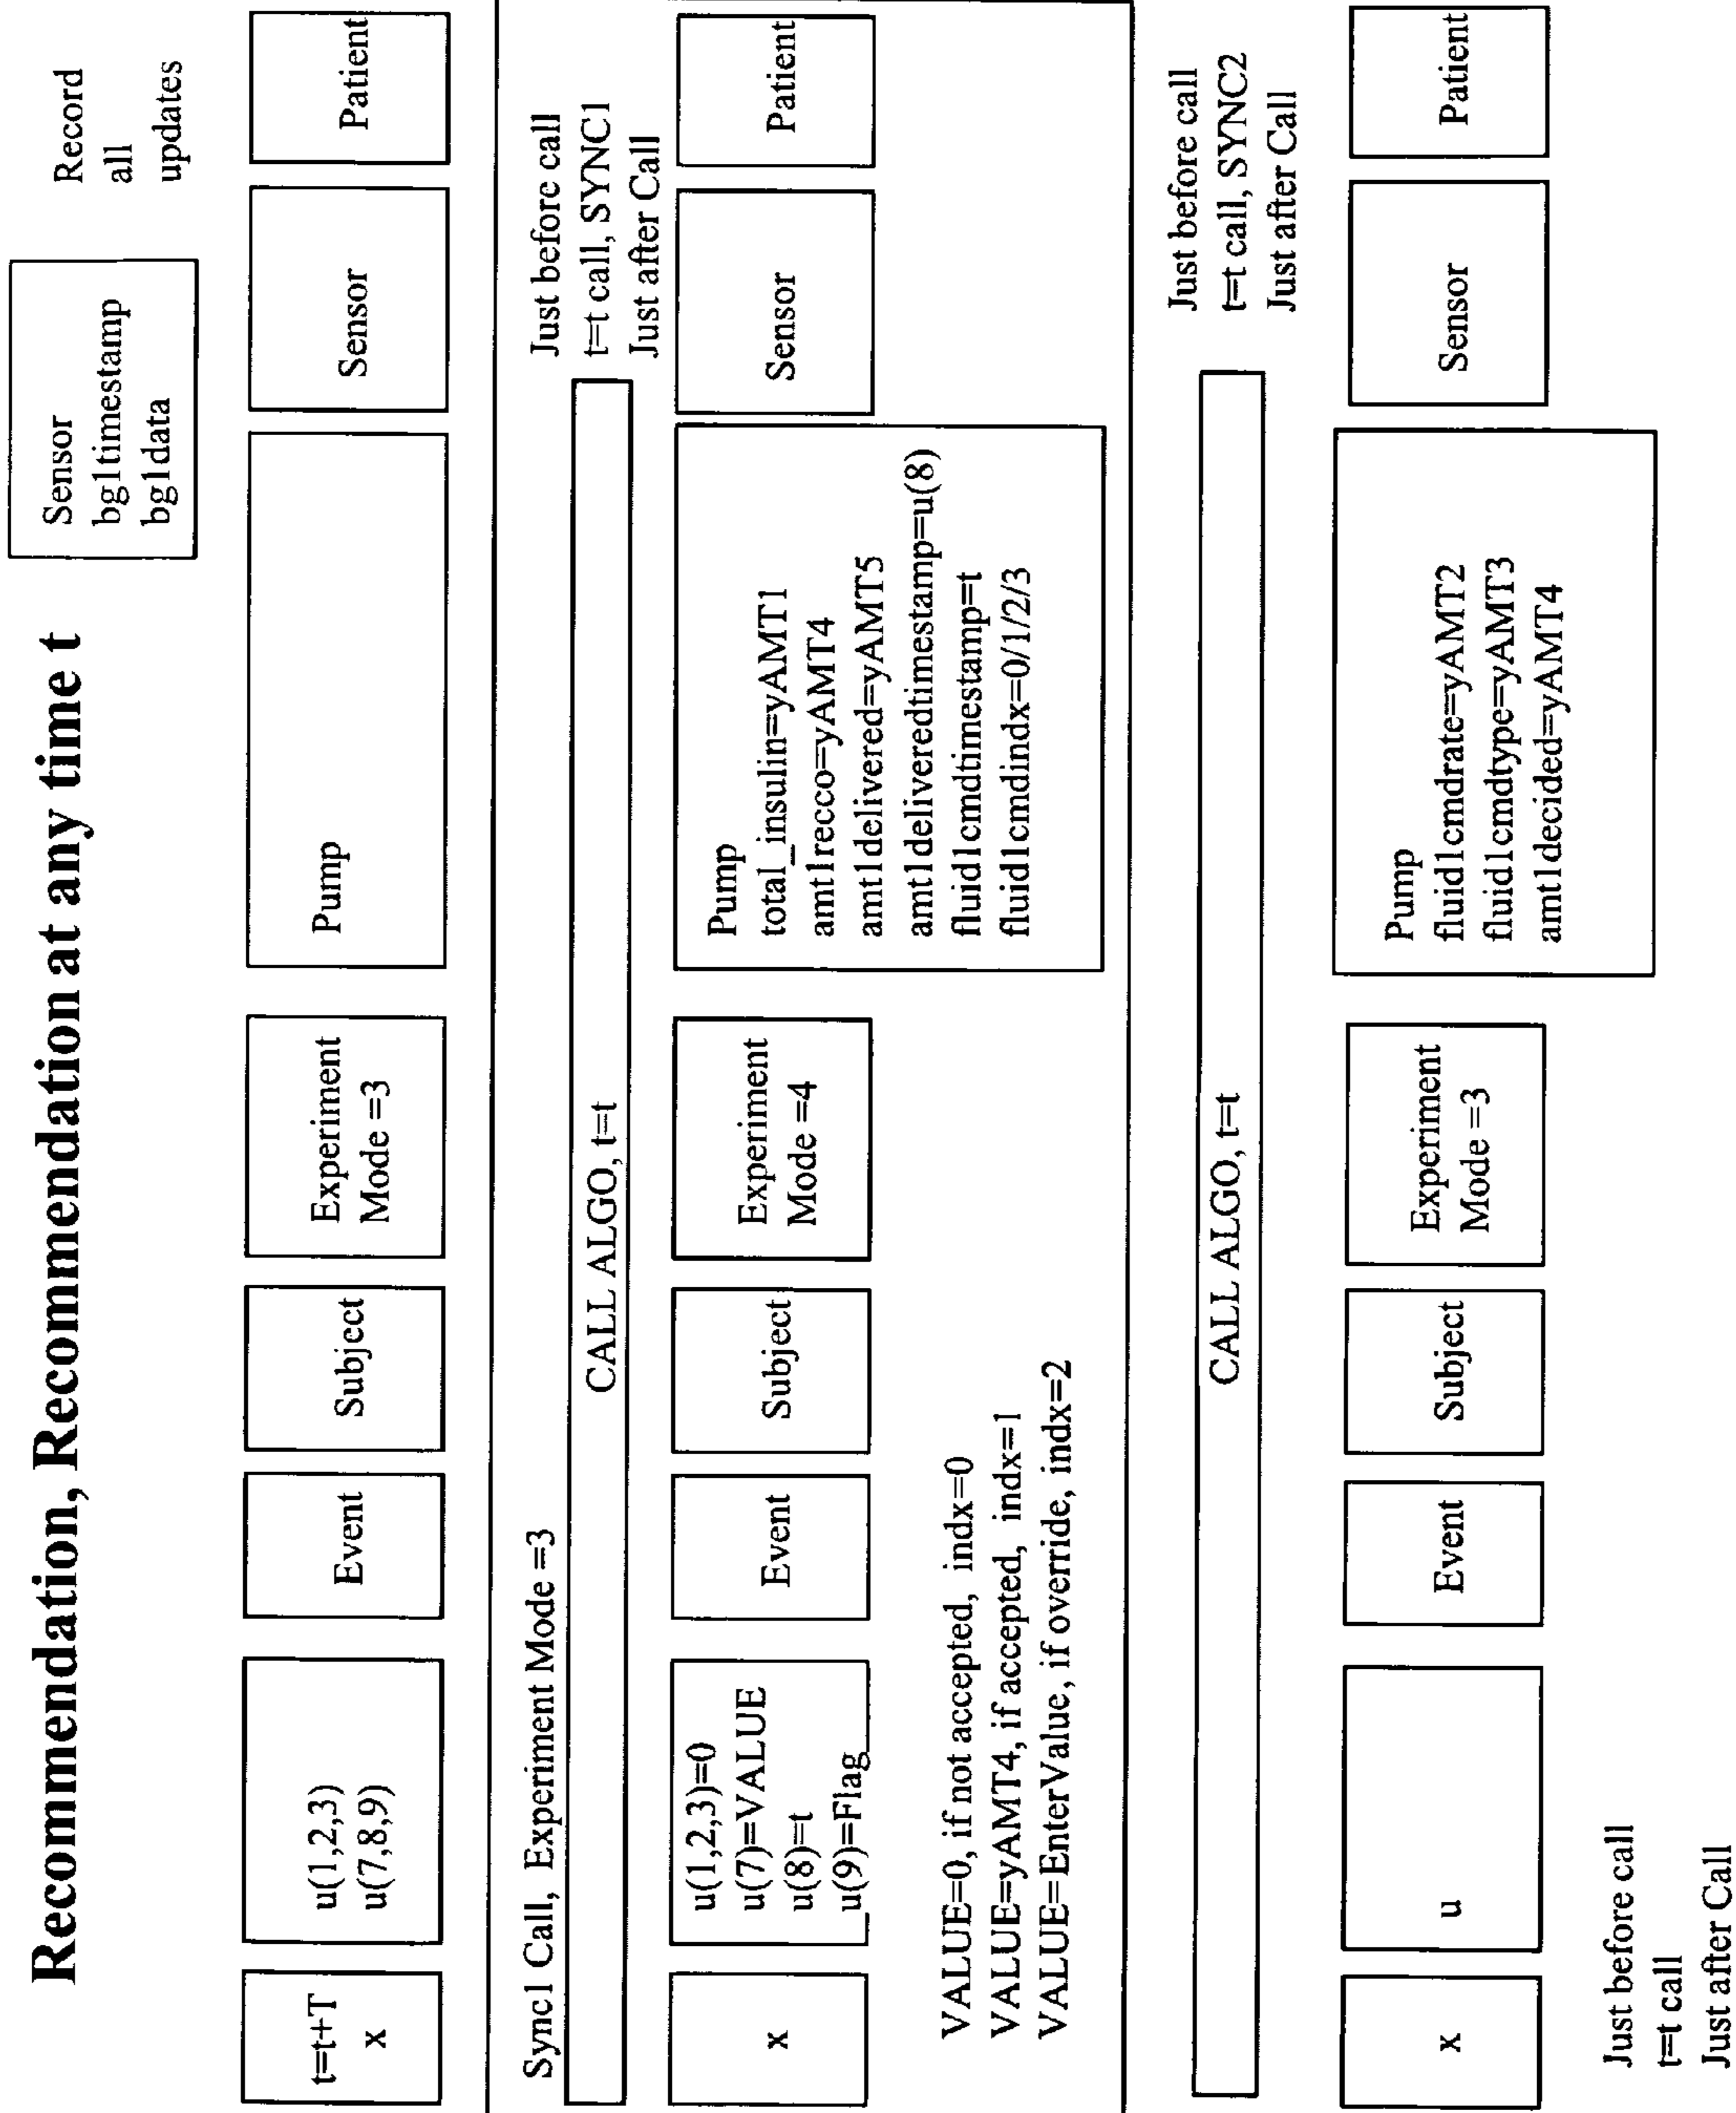 Recommendation, Recommendation at any time t
Sensor
bg1timestamp
bg1data
Record
all
updates
t=t+T
x
u(1,2,3)
u(7,8,9)
Event
Subject
Experiment
Mode =3
Pump
Sensor
Patient
Sync1 Call, Experiment Mode =3
CALL ALGO, t=t
Just before call
t=t call, SYNC1
Just after Call
x
u(1,2,3)=0
u(7)=VALUE
u(8)=t
u(9)=Flag
Event
Subject
Experiment
Mode =4
Pump
total_insulin=yAMT1
amt1recco=yAMT4
amt1delivered=yAMT5
amt1deliveredtimestamp=u(8)
fluid1cmdtimestamp=t
fluid1cmdindx=0/1/2/3
Sensor
Patient
VALUE=0, if not accepted, indx=0
VALUE=yAMT4, if accepted, indx=1
VALUE=EnterValue, if override, indx=2
CALL ALGO, t=t
Just before call
t=t call, SYNC2
Just after Call
x
u
Event
Subject
Experiment
Mode =3
Pump
fluid1cmdrate=yAMT2
fluid1cmdtype=yAMT3
amt1decided=yAMT4
Sensor
Patient
Just before call
t=t call
Just after Call